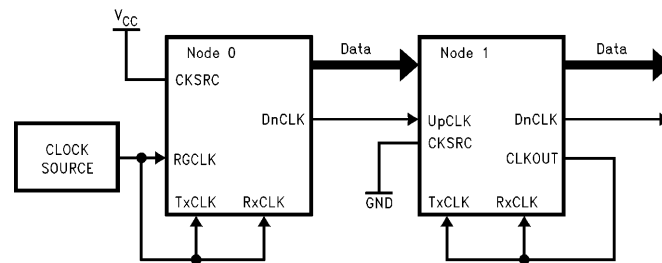 VCC
Node 0
Data
Node 1
Data
CKSRC
DnCLK
UpCLK
DnCLK
CLOCK
SOURCE
RGCLK
CKSRC
CLKOUT
TxCLK RxCLK
GND
TxCLK RxCLK